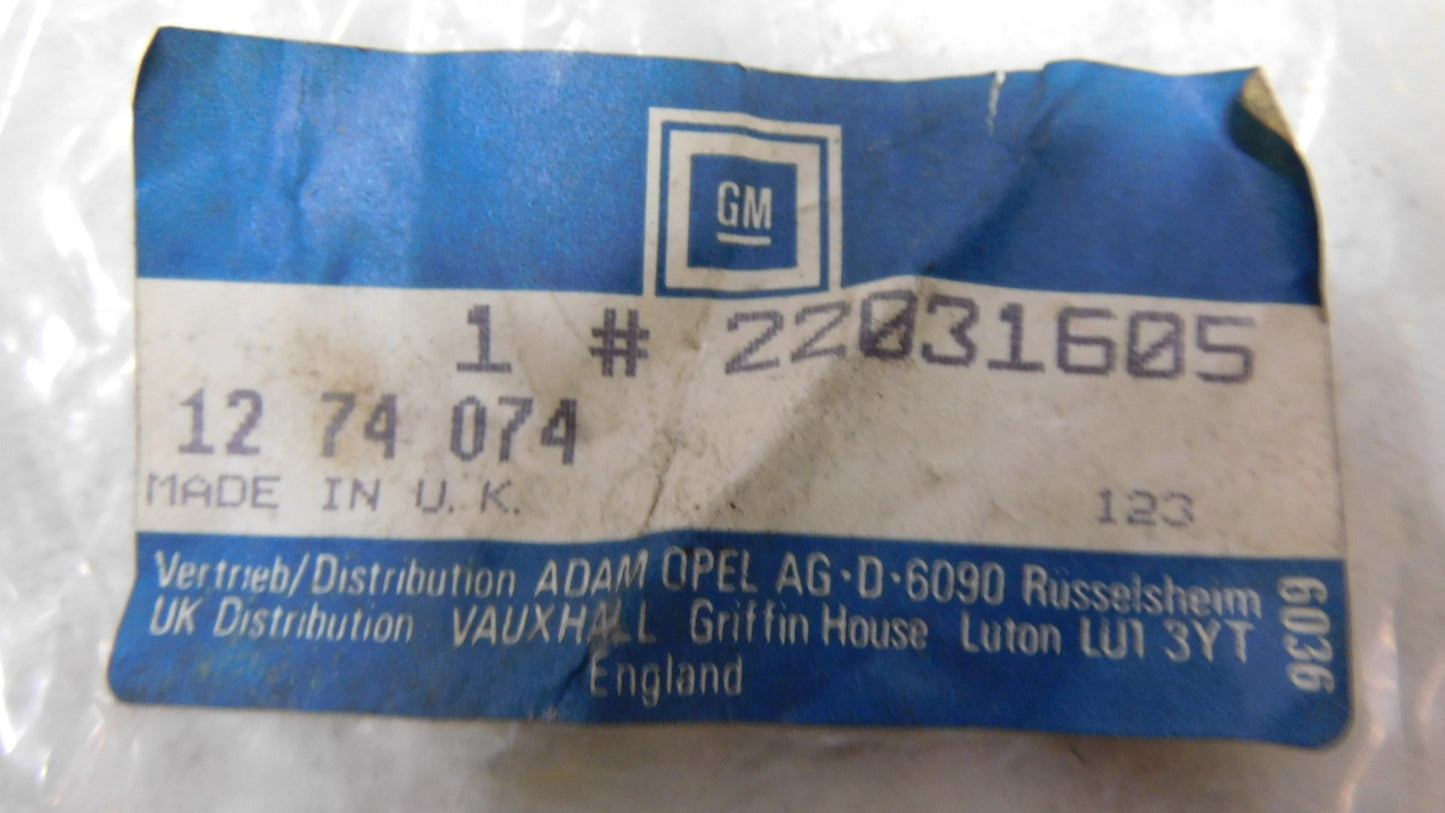 GM
1 # 22031605
12 74 074
MADE IN U.K.
123
Vertrieb/Distribution ADAM OPEL AG·D·6090 Rüsselsheim
UK Distribution VAUXHALL Griffin House Luton LU1 3YT
England
6036